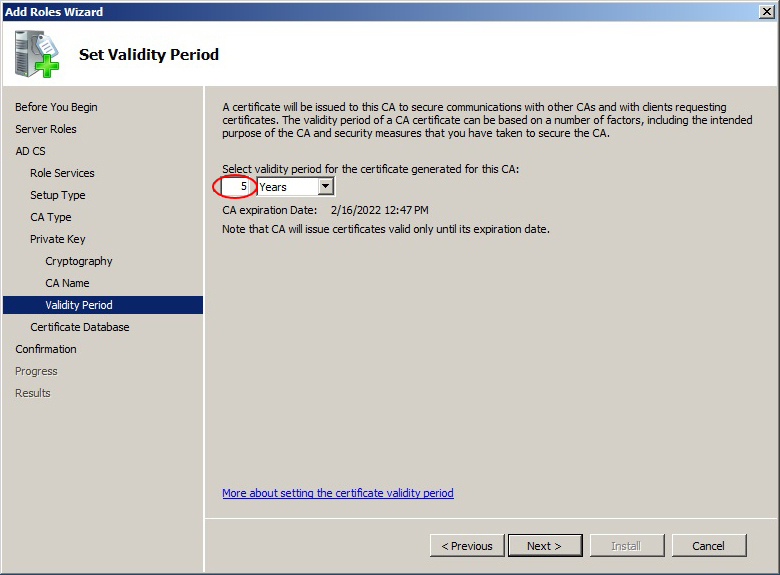 Add Roles Wizard
Set Validity Period
Before You Begin
Server Roles
AD CS
Role Services
Setup Type
CA Type
Private Key
Cryptography
CA Name
Validity Period
Certificate Database
Confirmation
Progress
Results
A certificate will be issued to this CA to secure communications with other CAs and with clients requesting
certificates. The validity period of a CA certificate can be based on a number of factors, including the intended
purpose of the CA and security measures that you have taken to secure the CA.
Select validity period for the certificate generated for this CA:
5 Years
CA expiration Date: 2/16/2022 12:47 PM
Note that CA will issue certificates valid only until its expiration date.
More about setting the certificate validity period
< Previous Next > Install Cancel